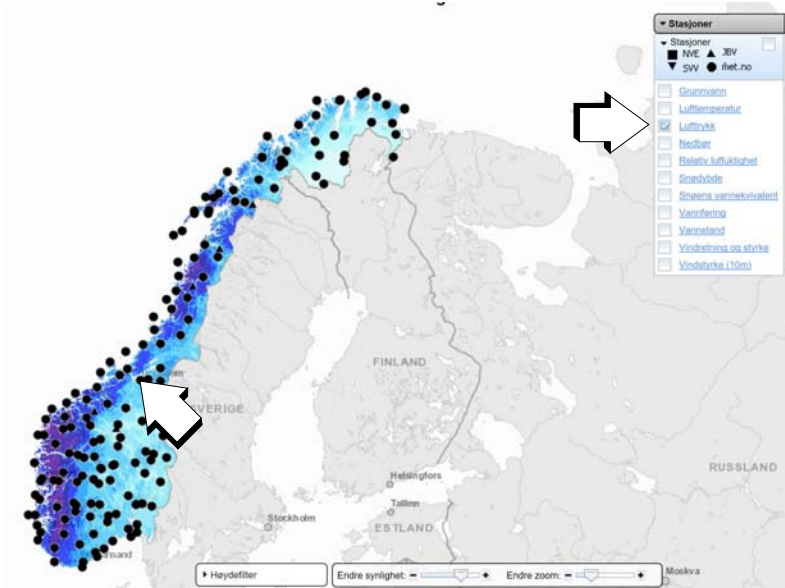 Stasjoner
Stasjoner
NVE JBV
SVV met.no
Grunnvann
Lufttemperatur
Lufttrykk
Nedbør
Relativ luftuktighet
Snødybde
Snøens vannekvivalent
Vannføring
Vannstand
Vindretning og styrke
Vindstyrke (10m)
FINLAND
SVERIGE
RUSSLAND
Helsingfors
Tallinn
Stockholm
ESTLAND
Moskva
Høydefilter
Endre synlighet: - + Endre zoom: - +